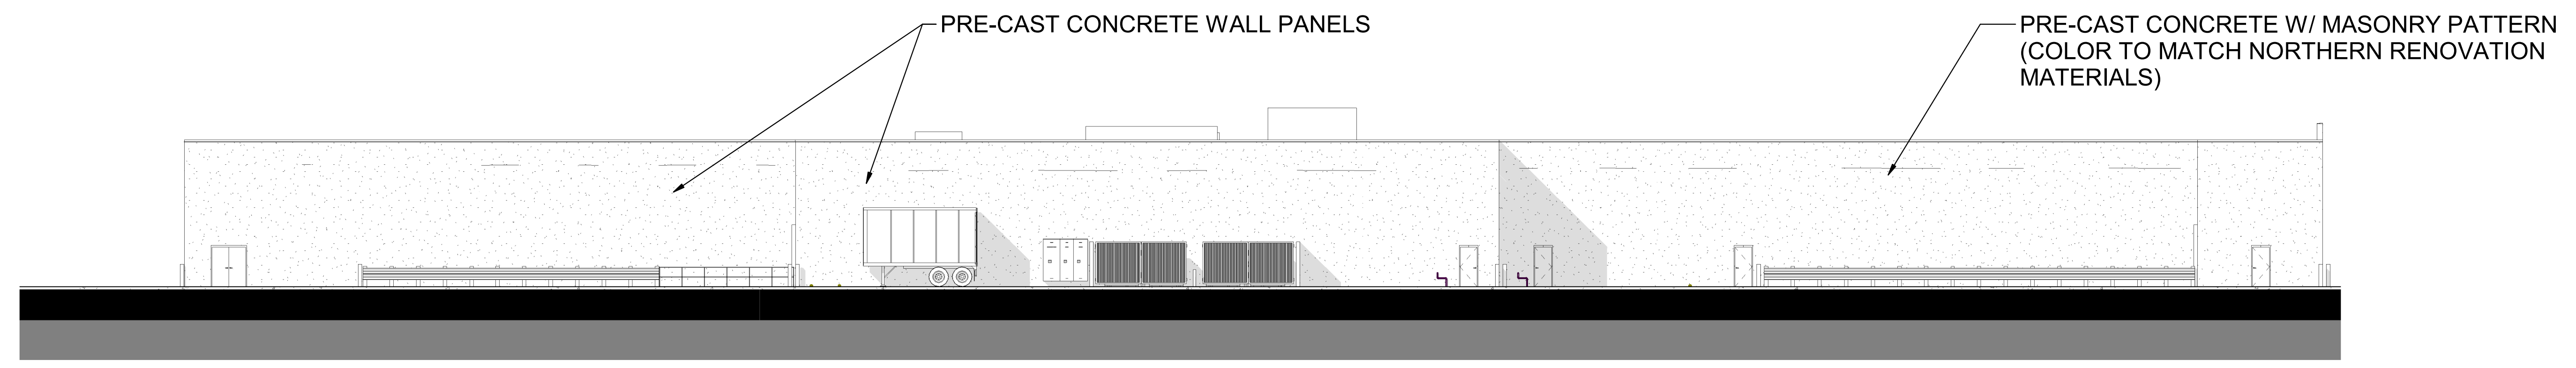 PRE-CAST CONCRETE WALL PANELS
PRE-CAST CONCRETE W/ MASONRY PATTERN
(COLOR TO MATCH NORTHERN RENOVATION
MATERIALS)